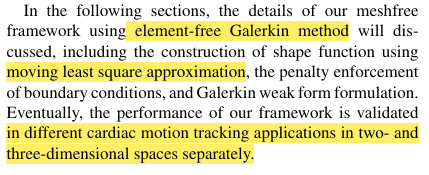 In the following sections, the details of our meshfree
framework using element-free Galerkin method will dis-
cussed, including the construction of shape function using
moving least square approximation, the penalty enforcement
of boundary conditions, and Galerkin weak form formulation.
Eventually, the performance of our framework is validated
in different cardiac motion tracking applications in two- and
three-dimensional spaces separately.